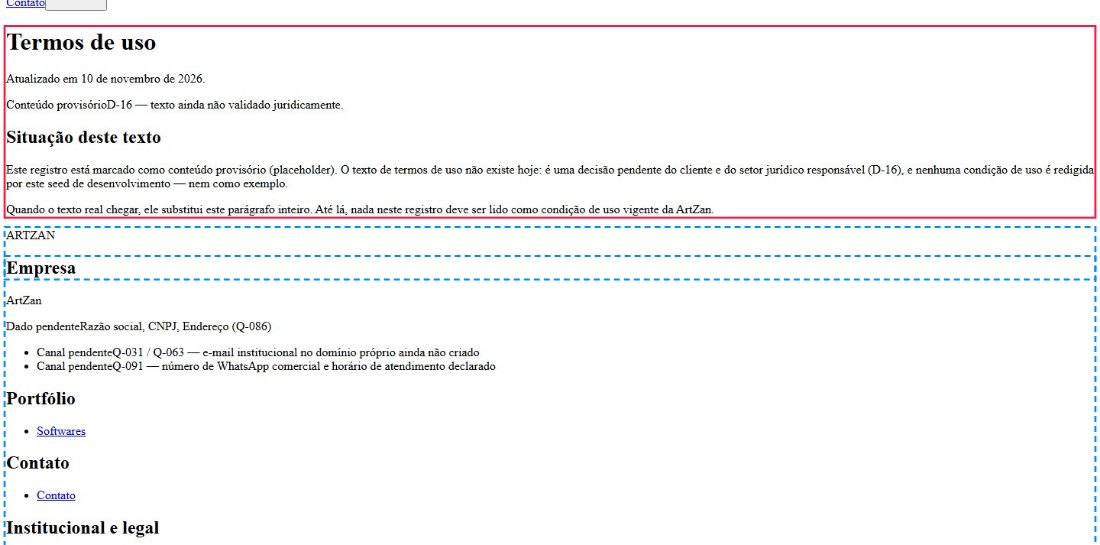 Contato
Termos de uso
Atualizado em 10 de novembro de 2026.
Conteúdo provisórioD-16 — texto ainda não validado juridicamente.
Situação deste texto
Este registro está marcado como conteúdo provisório (placeholder). O texto de termos de uso não existe hoje: é uma decisão pendente do cliente e do setor jurídico responsável (D-16), e nenhuma condição de uso é redigida
por este seed de desenvolvimento — nem como exemplo.
Quando o texto real chegar, ele substitui este parágrafo inteiro. Até lá, nada neste registro deve ser lido como condição de uso vigente da ArtZan.
ARTZAN
Empresa
ArtZan
Dado pendenteRazão social, CNPJ, Endereço (Q-086)
Canal pendenteQ-031 / Q-063 — e-mail institucional no domínio próprio ainda não criado
Canal pendenteQ-091 — número de WhatsApp comercial e horário de atendimento declarado
Portfólio
Softwares
Contato
Contato
Institucional e legal